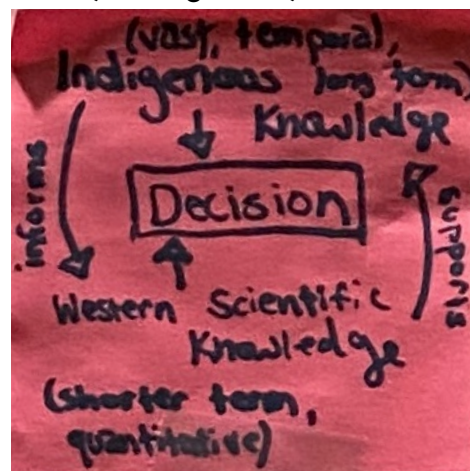 (vast, temporal,
Indigenous long term)
Knowledge
informs
Decision
supports
Western Scientific
Knowledge
(shorter term,
quantitative)